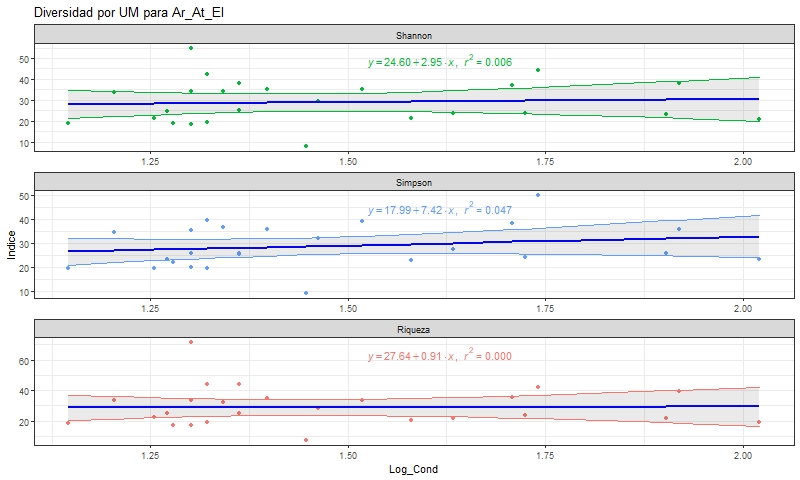 Diversidad por UM para Ar_At_El
Shannon
y = 24.60 + 2.95 · x, r² = 0.006
50
40
30
20
10
1.25 1.50 1.75 2.00
Simpson
y = 17.99 + 7.42 · x, r² = 0.047
50
40
30
20
10
1.25 1.50 1.75 2.00
Indice
Riqueza
y = 27.64 + 0.91 · x, r² = 0.000
60
40
20
1.25 1.50 1.75 2.00
Log_Cond